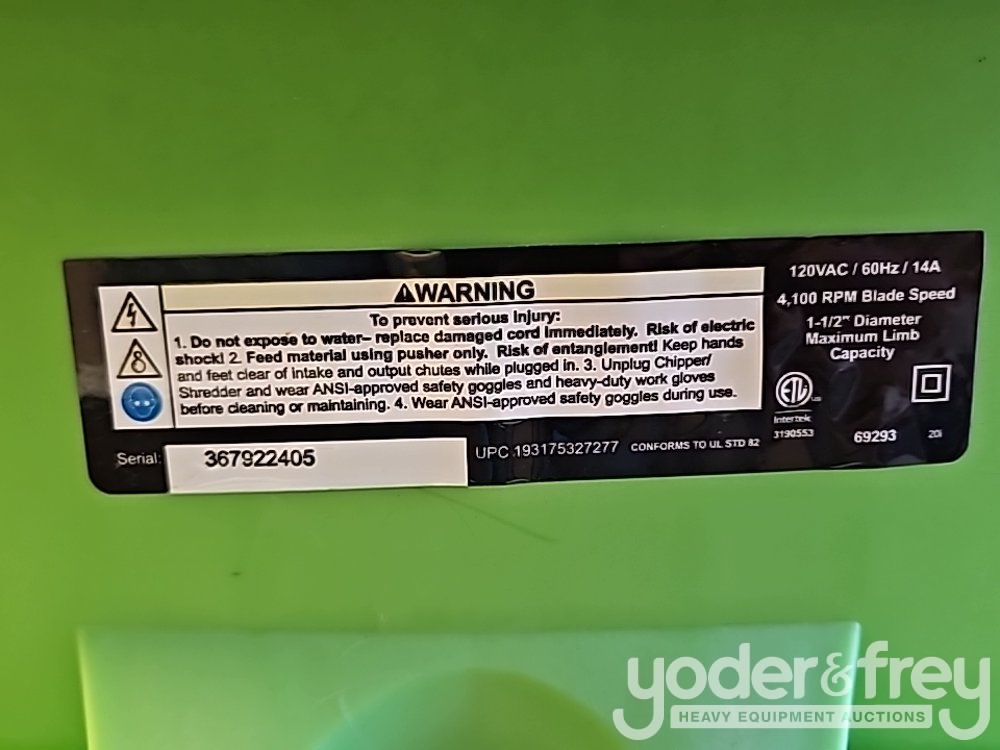 ⚠WARNING
To prevent serious injury:
1. Do not expose to water– replace damaged cord immediately. Risk of electric
shock! 2. Feed material using pusher only. Risk of entanglement! Keep hands
and feet clear of intake and output chutes while plugged in. 3. Unplug Chipper/
Shredder and wear ANSI-approved safety goggles and heavy-duty work gloves
before cleaning or maintaining. 4. Wear ANSI-approved safety goggles during use.
Serial: 367922405
UPC 193175327277 CONFORMS TO UL STD 82
120VAC / 60Hz / 14A
4,100 RPM Blade Speed
1-1/2" Diameter
Maximum Limb
Capacity
ETL us
Intertek
3190553
69293 20i
yoder&frey
HEAVY EQUIPMENT AUCTIONS